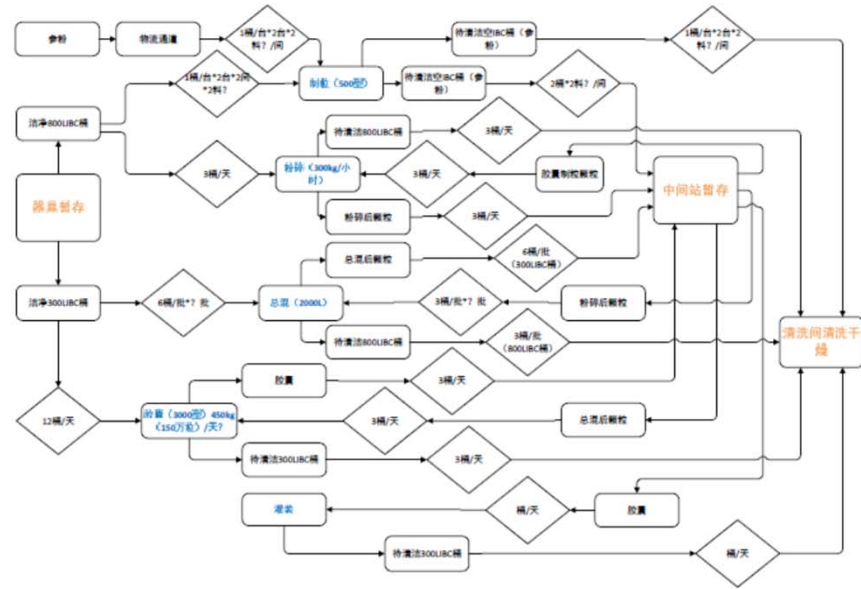 参粉
物流通道
1桶/台*2台*2
料？/间
待清洁空IBC桶（参
粉）
1桶/台*2台*2
料？/间
1桶/台*2台*2间
*2料？
制粒（500型）
待清洁空IBC桶（参
粉）
2桶*2料？/间
洁净800LIBC桶
待清洁800LIBC桶
3桶/天
3桶/天
粉碎（300kg/小
时）
3桶/天
胶囊制粒颗粒
中间站暂存
器具暂存
粉碎后颗粒
3桶/天
总混后颗粒
6桶/批
（300LIBC桶）
洁净300LIBC桶
6桶/批*？批
总混（2000L）
3桶/批*？批
粉碎后颗粒
待清洁800LIBC桶
3桶/批
（800LIBC桶）
清洗间清洗干
燥
胶囊
3桶/天
12桶/天
（3000型）450kg
（150万粒）/天?
3桶/天
总混后颗粒
待清洁300LIBC桶
3桶/天
灌装
桶/天
胶囊
待清洁300LIBC桶
桶/天